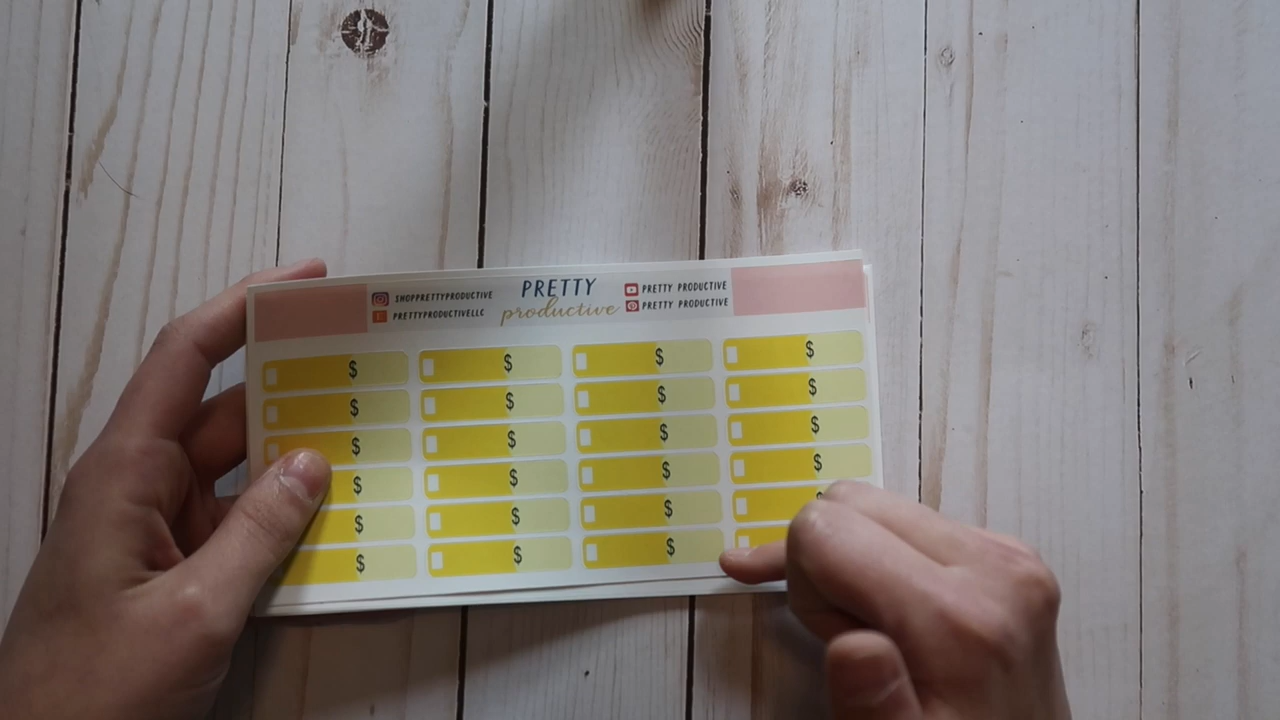 SHOPPRETTYPRODUCTIVE
PRETTYPRODUCTIVELLC
PRETTY
productive
PRETTY PRODUCTIVE
PRETTY PRODUCTIVE
$ $ $ $
$ $ $ $
$ $ $ $
$ $ $ $
$ $ $ $
$ $ $